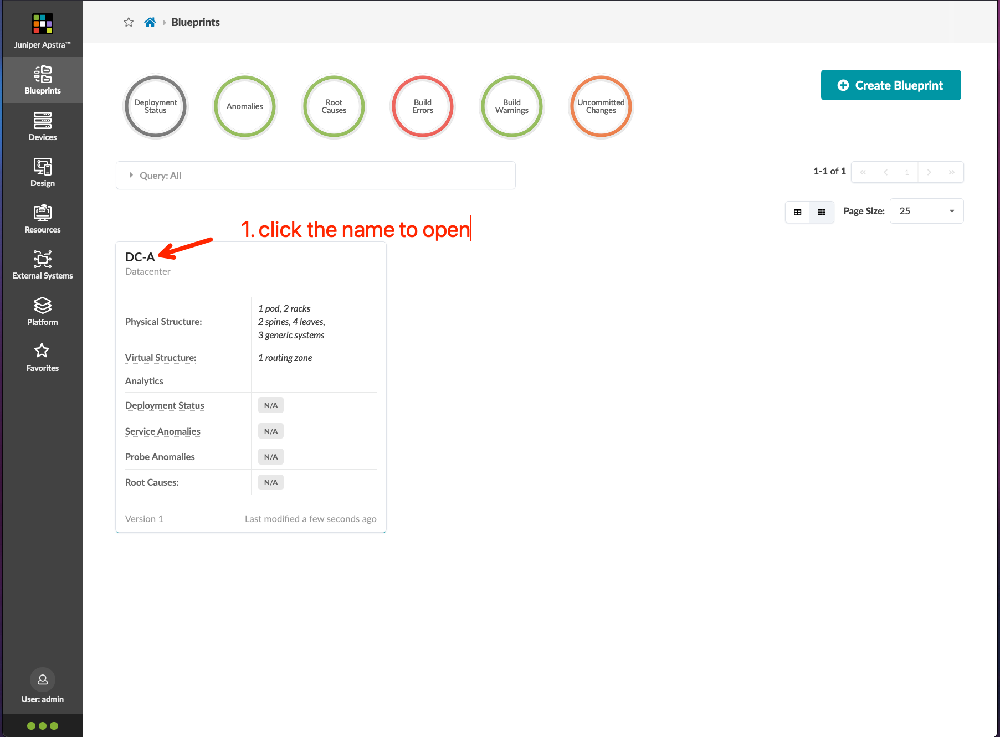 Juniper Apstra™
Blueprints
Devices
Design
Resources
External Systems
Platform
Favorites
User: admin
Blueprints
Deployment
Status
Anomalies
Root
Causes
Build
Errors
Build
Warnings
Uncommitted
Changes
Create Blueprint
Query: All
1-1 of 1
« < 1 > »
Page Size: 25
1. click the name to open
DC-A
Datacenter
Physical Structure:
1 pod, 2 racks
2 spines, 4 leaves,
3 generic systems
Virtual Structure:
1 routing zone
Analytics
Deployment Status
N/A
Service Anomalies
N/A
Probe Anomalies
N/A
Root Causes:
N/A
Version 1
Last modified a few seconds ago